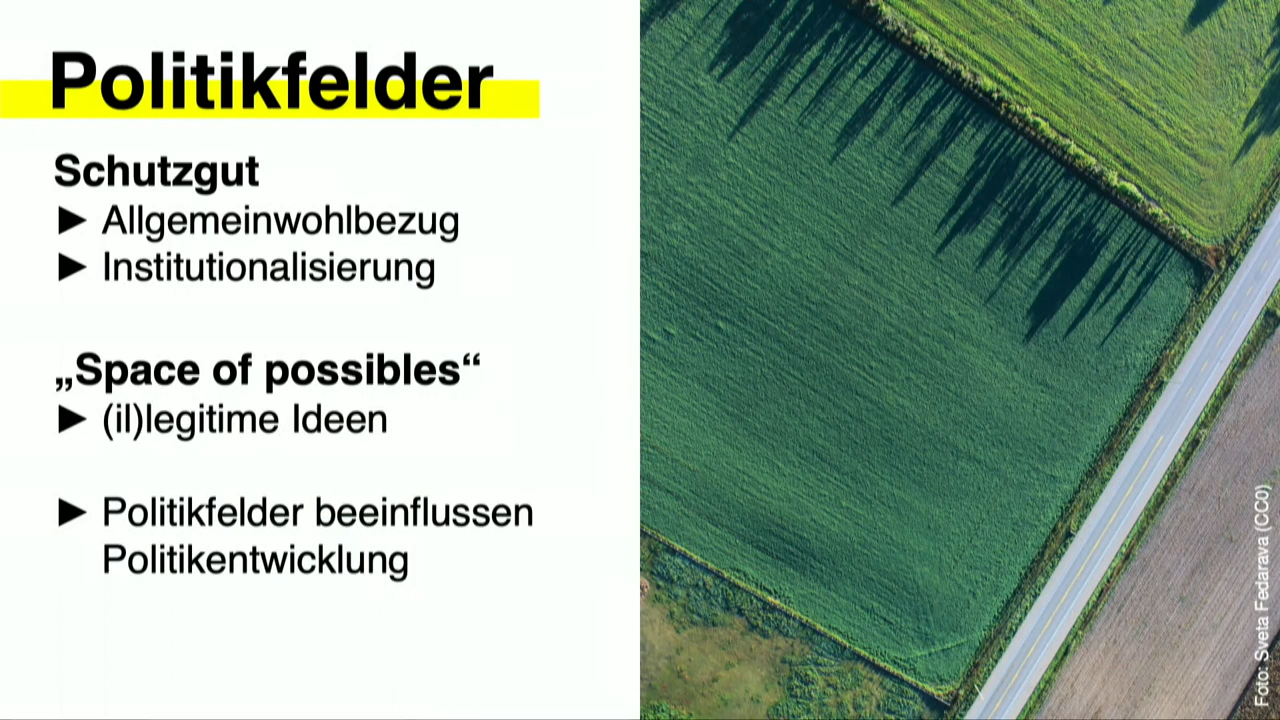 Politikfelder
Schutzgut
► Allgemeinwohlbezug
► Institutionalisierung
„Space of possibles“
► (il)legitime Ideen
► Politikfelder beeinflussen
Politikentwicklung
Foto: Sveta Fedarava (CC0)